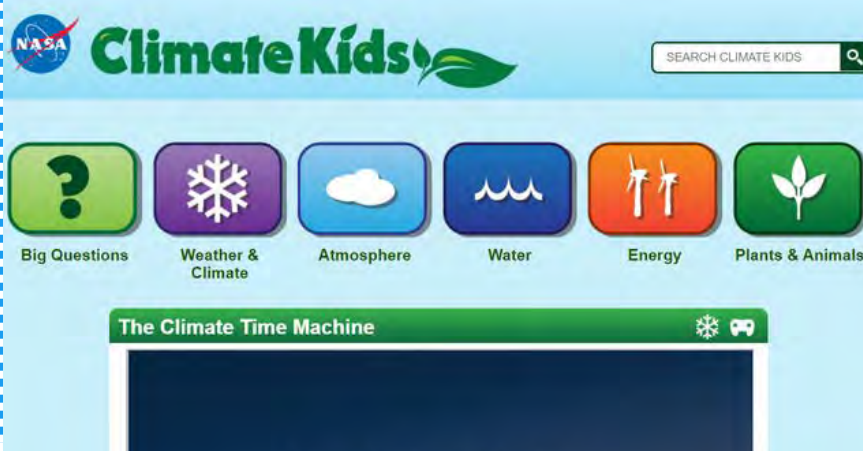 NASA
ClimateKids
SEARCH CLIMATE KIDS
Big Questions
Weather &
Climate
Atmosphere
Water
Energy
Plants & Animals
The Climate Time Machine